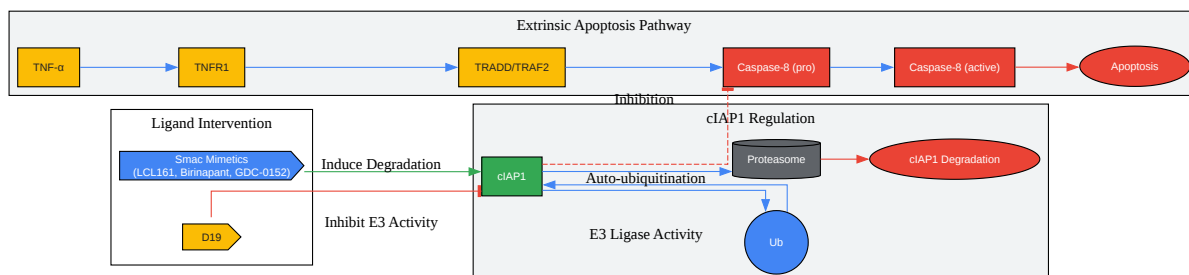 Extrinsic Apoptosis Pathway
TNF-α
TNFR1
TRADD/TRAF2
Caspase-8 (pro)
Caspase-8 (active)
Apoptosis
Inhibition
Ligand Intervention
cIAP1 Regulation
Smac Mimetics
(LCL161, Birinapant, GDC-0152)
Induce Degradation
cIAP1
Proteasome
cIAP1 Degradation
Auto-ubiquitination
D19
Inhibit E3 Activity
E3 Ligase Activity
Ub